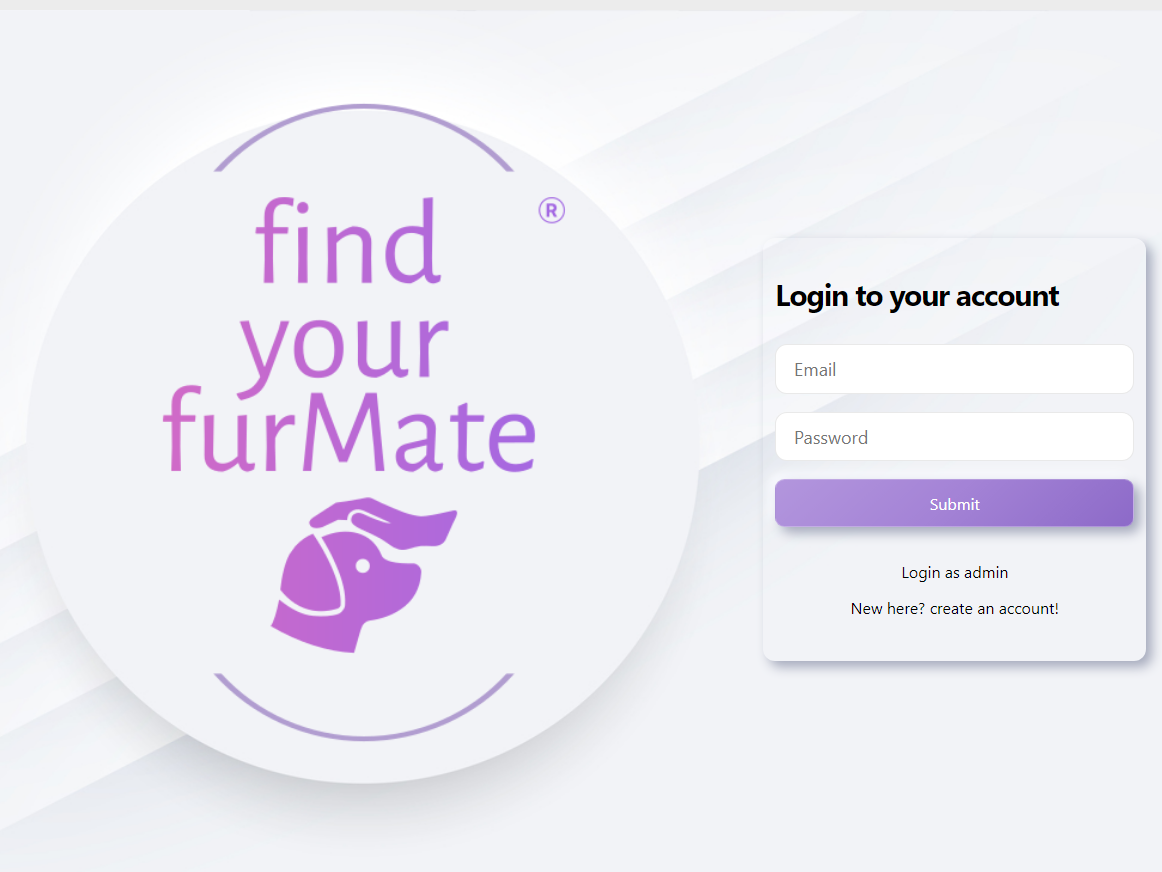 find
®
your
furMate
Login to your account
Email
Password
Submit
Login as admin
New here? create an account!